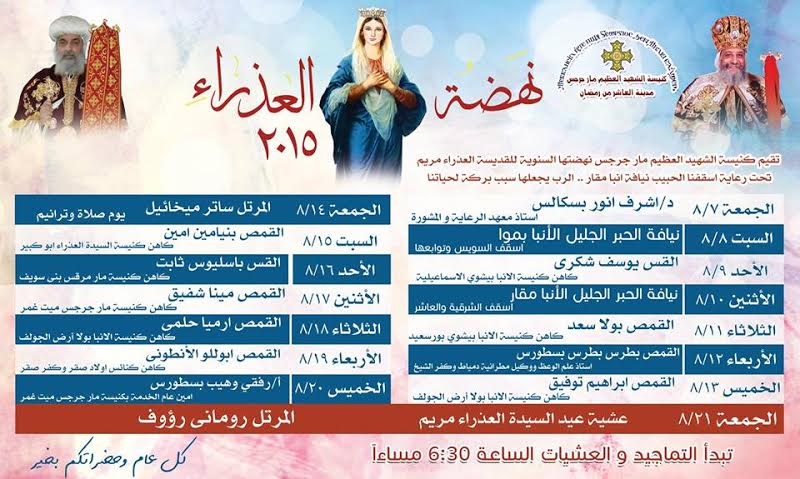 نهضة العذراء
٢٠١٥
كنيسة الشهيد العظيم مار جرجس
مدينة العاشر من رمضان
تقيم كنيسة الشهيد العظيم مار جرجس نهضتها السنوية للقديسة العذراء مريم
تحت رعاية اسقفنا الحبيب نيافة انبا مقار .. الرب يجعلها سبب بركة لحياتنا
الجمعة ٨/٧ د/اشرف انور بسكالس
استاذ معهد الرعاية و المشورة
السبت ٨/٨ نيافة الحبر الجليل الأنبا بموا
أسقف السويس وتوابعها
الأحد ٨/٩ القس يوسف شكرى
كاهن كنيسة الانبا بيشوي الاسماعيلية
الأثنين ٨/١٠ نيافة الحبر الجليل الأنبا مقار
أسقف الشرقية والعاشر
الثلاثاء ٨/١١ القمص بولا سعد
كاهن كنيسة الانبا بيشوي بورسعيد
الأربعاء ٨/١٢ القمص بطرس بطرس بسطورس
استاذ علم الوعظ ووكيل مطرانية دمياط وكفر الشيخ
الخميس ٨/١٣ القمص ابراهيم توفيق
كاهن كنيسة الانبا بولا أرض الجولف
الجمعة ٨/١٤ المرتل ساتر ميخائيل يوم صلاة وترانيم
السبت ٨/١٥ القمص بنيامين امين
كاهن كنيسة السيدة العذراء ابو كبير
الأحد ٨/١٦ القس باسليوس ثابت
كاهن كنيسة مار مرقس بنى سويف
الأثنين ٨/١٧ القمص مينا شفيق
كاهن كنيسة مار جرجس ميت غمر
الثلاثاء ٨/١٨ القمص ارميا حلمى
كاهن كنيسة الانبا بولا أرض الجولف
الأربعاء ٨/١٩ القمص ابوللو الأنطونى
كاهن كنائس اولاد صقر وكفر صقر
الخميس ٨/٢٠ أ/رفقي وهيب بسطورس
امين عام الخدمة بكنيسة مار جرجس ميت غمر
الجمعة ٨/٢١ عشية عيد السيدة العذراء مريم المرتل رومانى رؤوف
تبدأ التماجيد و العشيات الساعة 6:30 مساءاً
كل عام وحضراتكم بخير